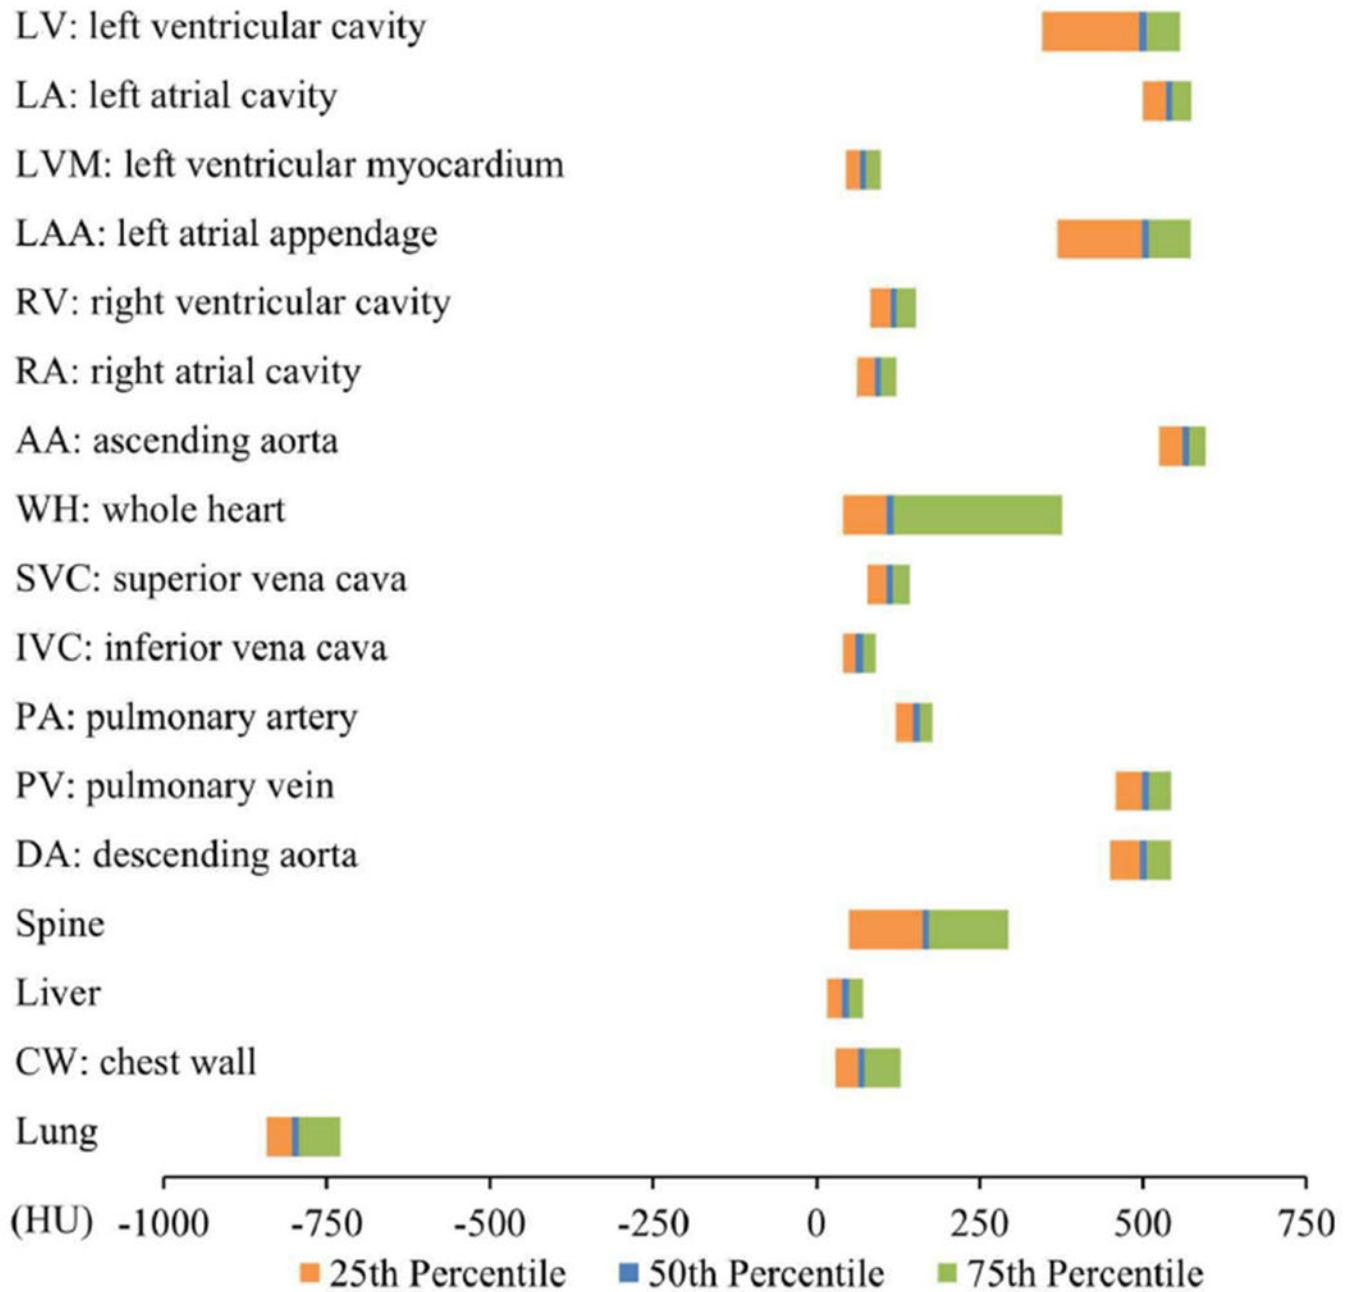 LV: left ventricular cavity
LA: left atrial cavity
LVM: left ventricular myocardium
LAA: left atrial appendage
RV: right ventricular cavity
RA: right atrial cavity
AA: ascending aorta
WH: whole heart
SVC: superior vena cava
IVC: inferior vena cava
PA: pulmonary artery
PV: pulmonary vein
DA: descending aorta
Spine
Liver
CW: chest wall
Lung
(HU) -1000 -750 -500 -250 0 250 500 750
25th Percentile 50th Percentile 75th Percentile